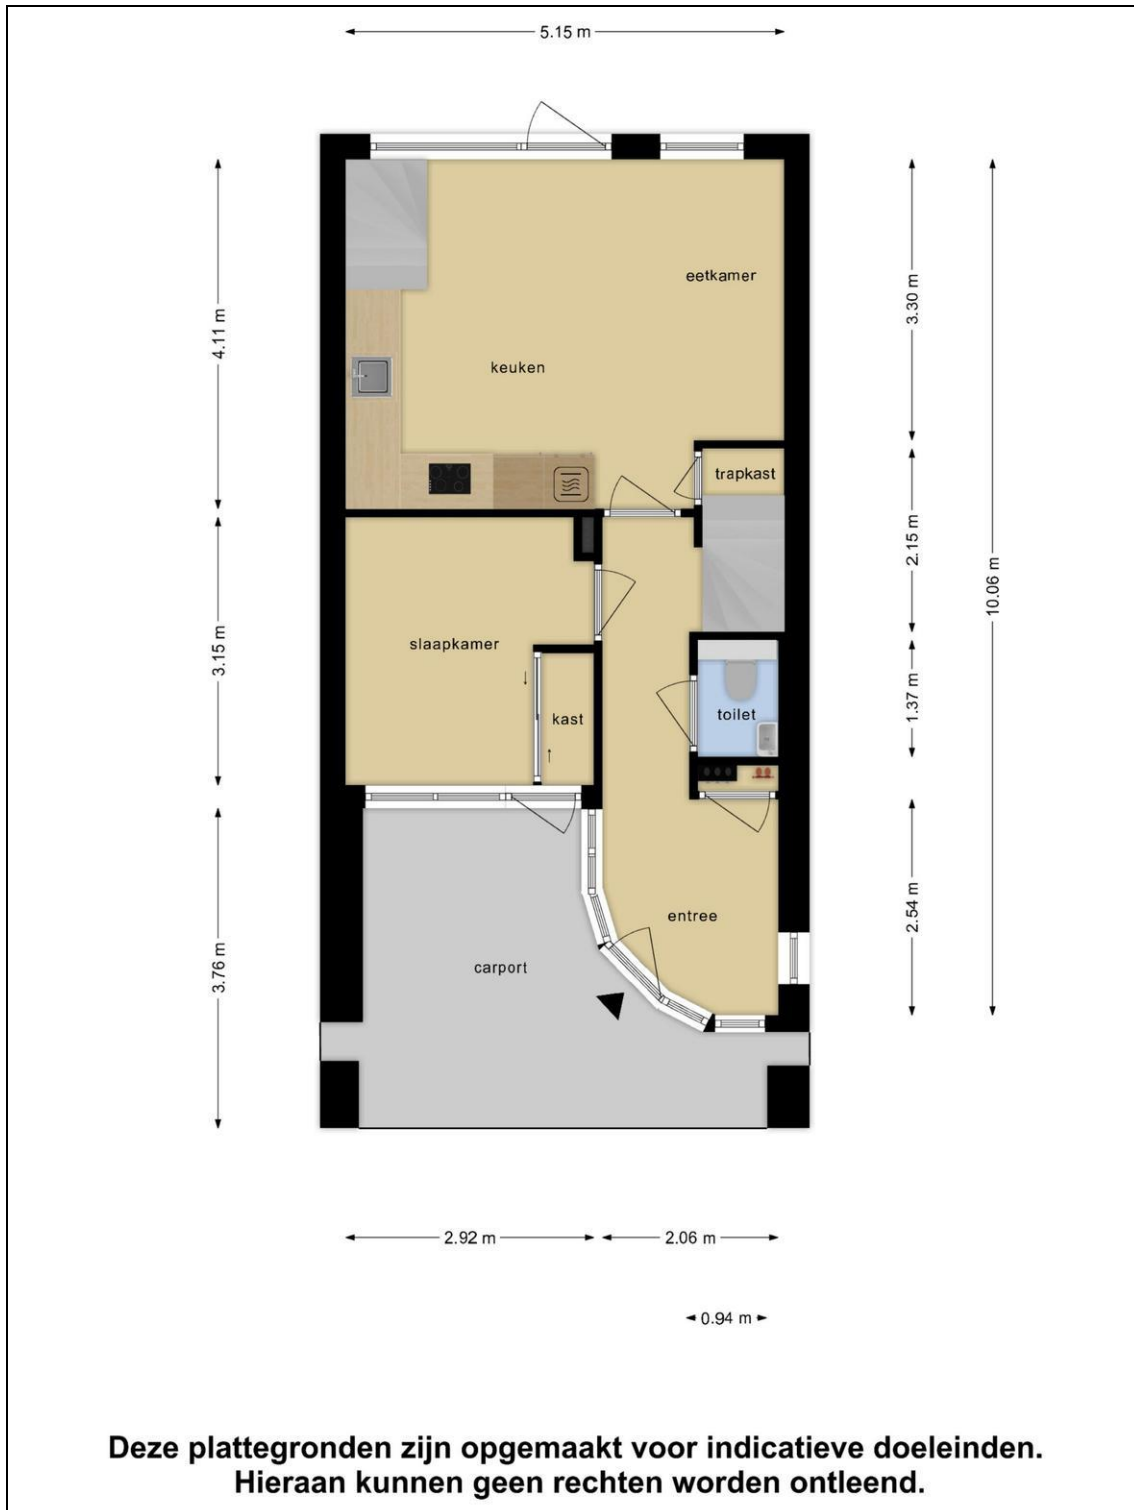 5.15 m
eetkamer
3.30 m
4.11 m
keuken
trapkast
2.15 m
10.06 m
slaapkamer
3.15 m
kast
toilet
1.37 m
entree
2.54 m
carport
3.76 m
2.92 m
2.06 m
0.94 m
Deze plattegronden zijn opgemaakt voor indicatieve doeleinden.
Hieraan kunnen geen rechten worden ontleend.